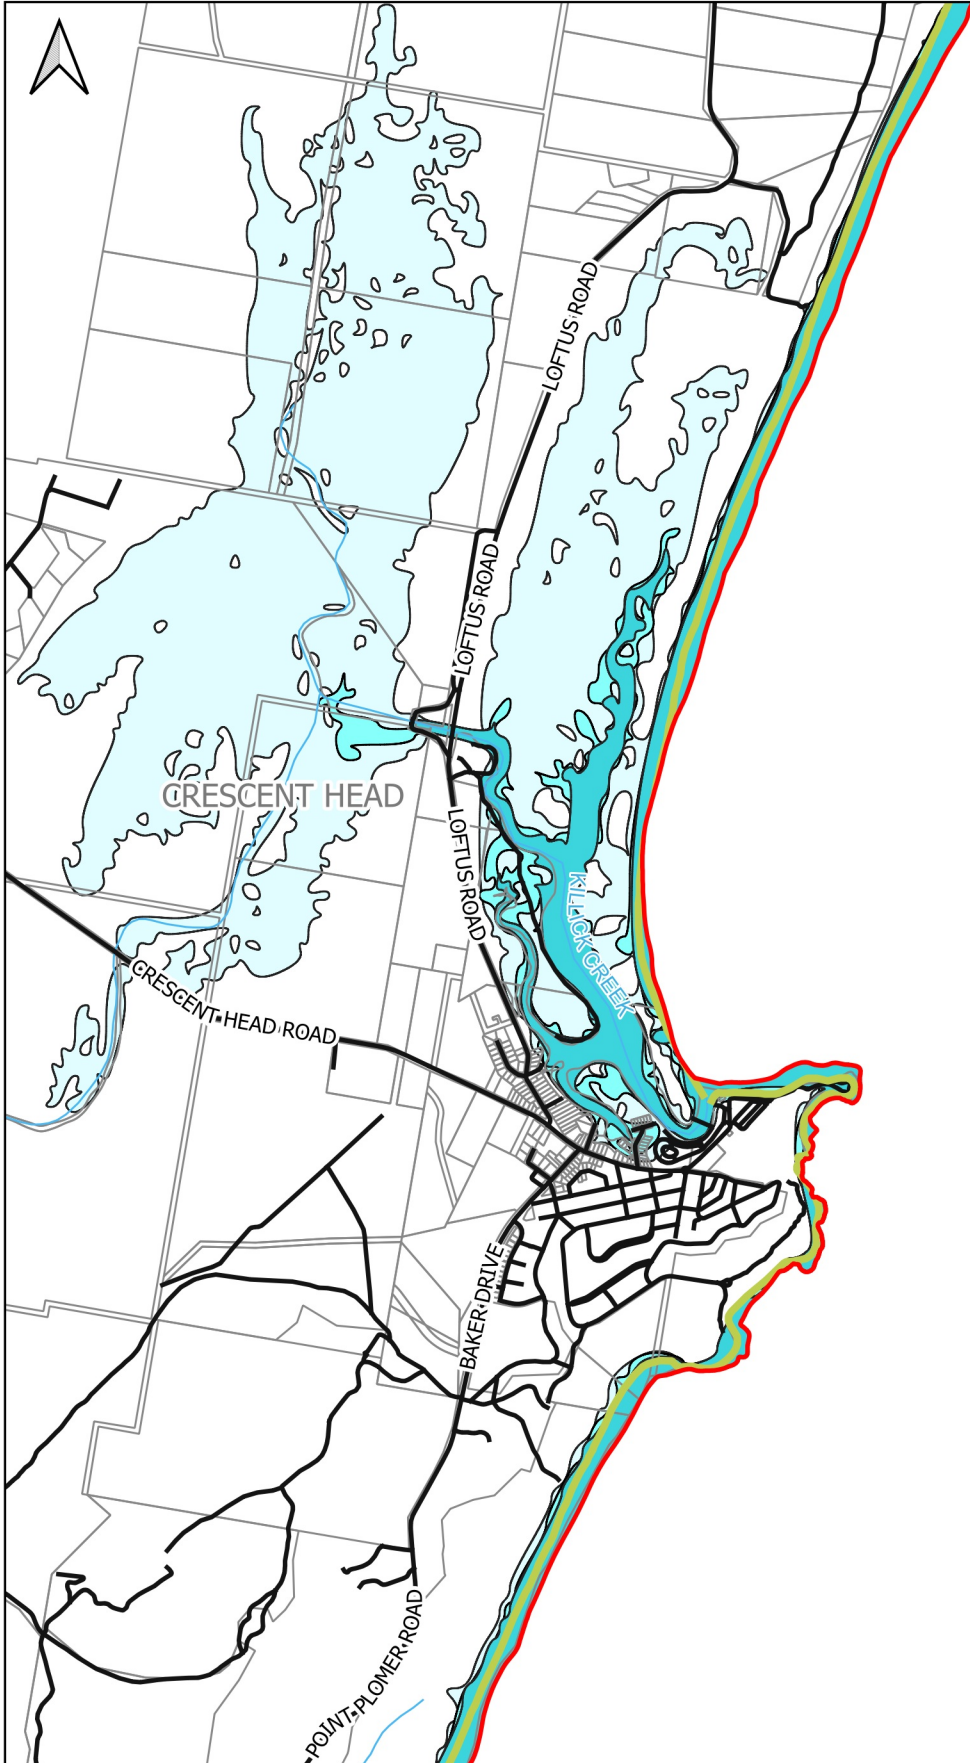 LOFTUS ROAD
LOFTUS ROAD
CRESCENT HEAD
LOFTUS ROAD
KILLICK CREEK
CRESCENT HEAD ROAD
BAKER DRIVE
POINT PLOMER ROAD